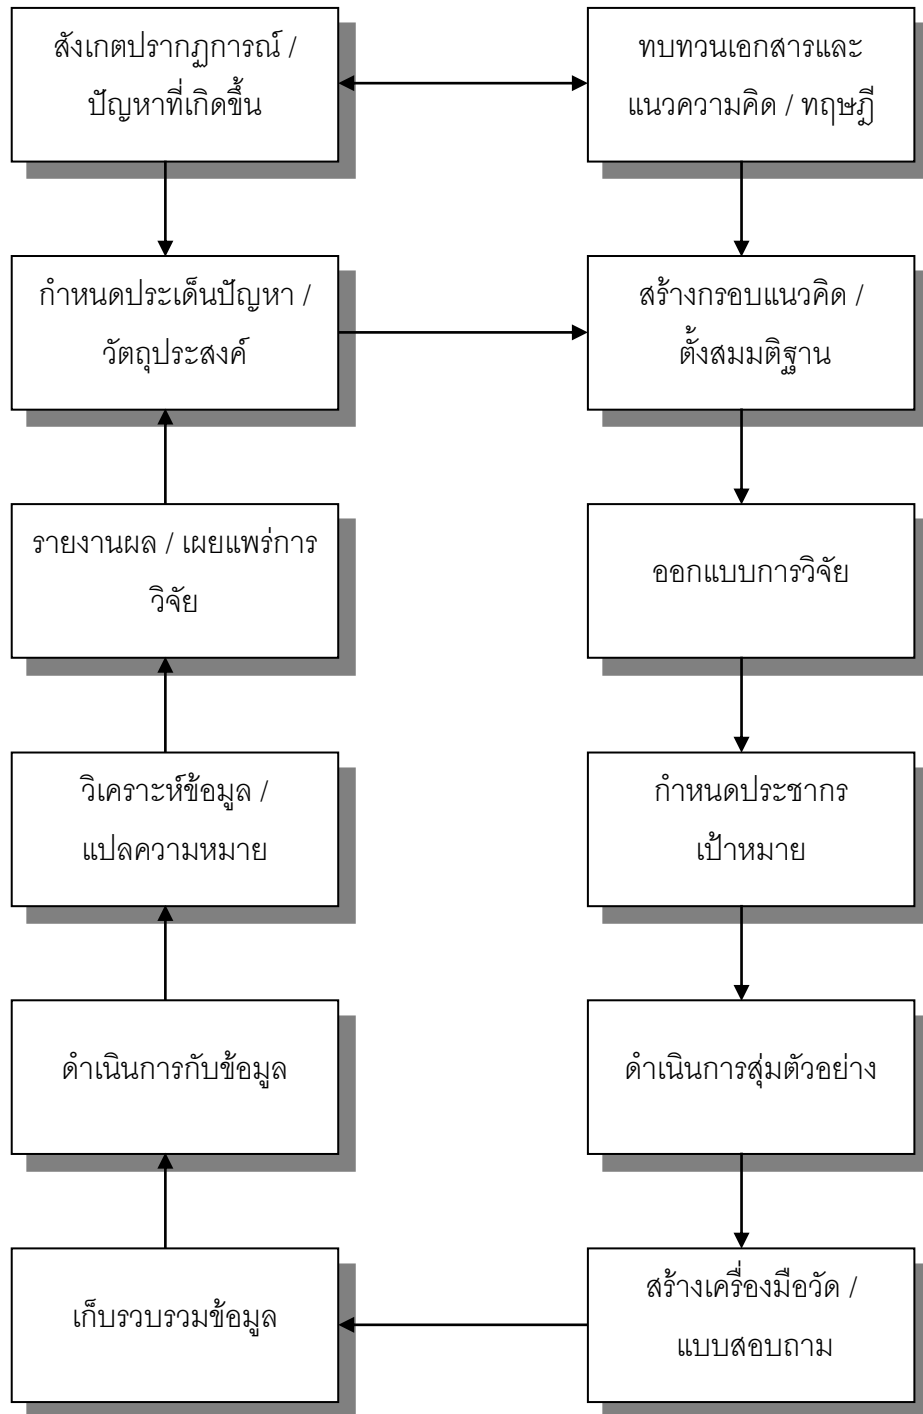 สังเกตปรากฏการณ์ /
ปัญหาที่เกิดขึ้น
ทบทวนเอกสารและ
แนวความคิด / ทฤษฎี
กำหนดประเด็นปัญหา /
วัตถุประสงค์
สร้างกรอบแนวคิด /
ตั้งสมมติฐาน
รายงานผล / เผยแพร่การ
วิจัย
ออกแบบการวิจัย
วิเคราะห์ข้อมูล /
แปลความหมาย
กำหนดประชากร
เป้าหมาย
ดำเนินการกับข้อมูล
ดำเนินการสุ่มตัวอย่าง
เก็บรวบรวมข้อมูล
สร้างเครื่องมือวัด /
แบบสอบถาม